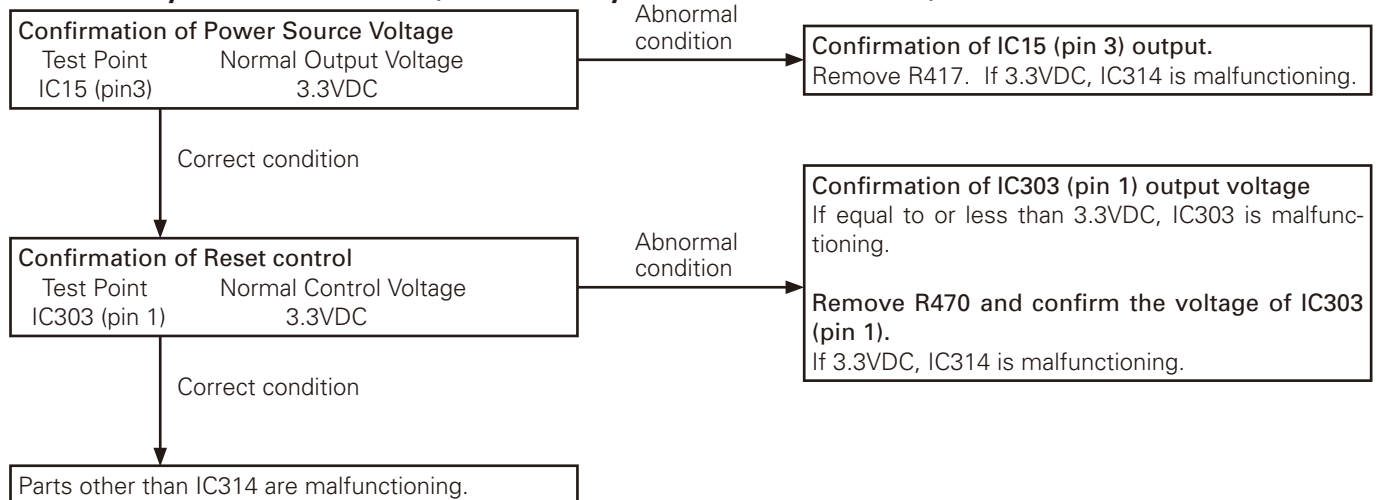 Confirmation of Power Source Voltage
Test Point Normal Output Voltage
IC15 (pin3) 3.3VDC
Abnormal
condition
Confirmation of IC15 (pin 3) output.
Remove R417. If 3.3VDC, IC314 is malfunctioning.
Correct condition
Confirmation of Reset control
Test Point Normal Control Voltage
IC303 (pin 1) 3.3VDC
Abnormal
condition
Confirmation of IC303 (pin 1) output voltage
If equal to or less than 3.3VDC, IC303 is malfunc-
tioning.
Remove R470 and confirm the voltage of IC303
(pin 1).
If 3.3VDC, IC314 is malfunctioning.
Correct condition
Parts other than IC314 are malfunctioning.